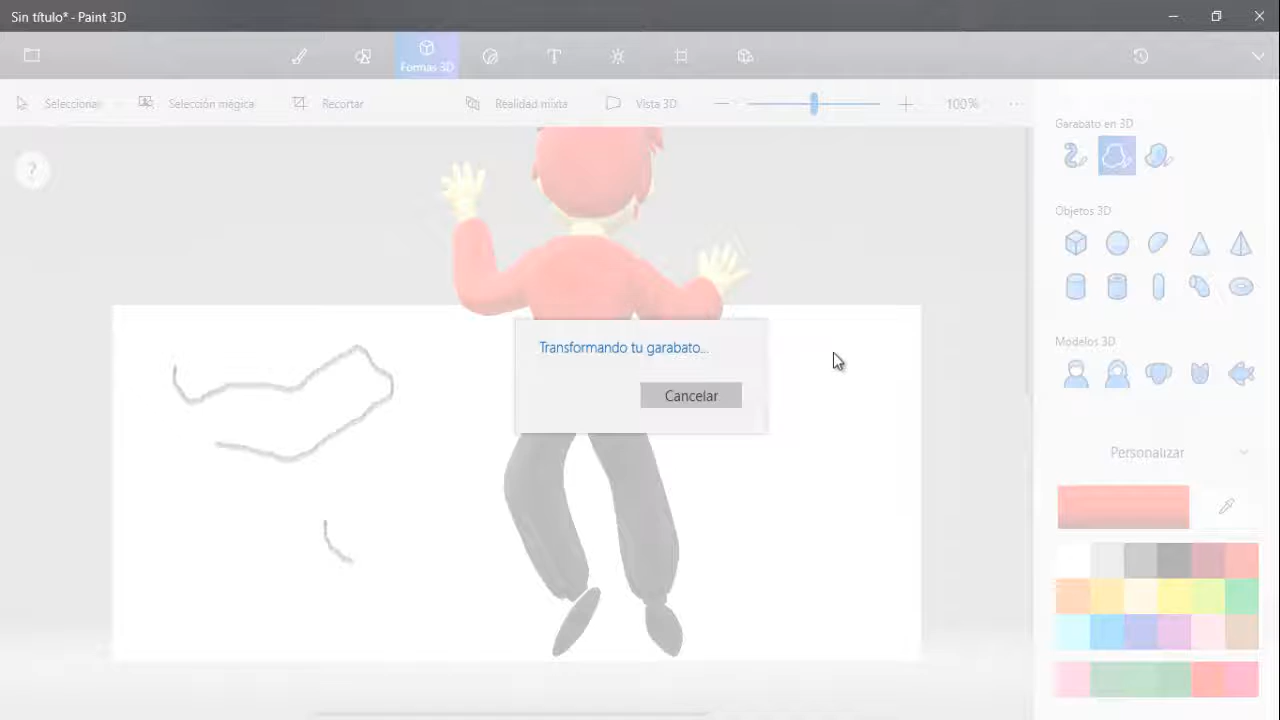 Sin título* - Paint 3D
Formas 3D
Seleccionar
Selección mágica
Recortar
Realidad mixta
Vista 3D
100%
Garabato en 3D
?
Objetos 3D
Modelos 3D
Transformando tu garabato...
Cancelar
Personalizar